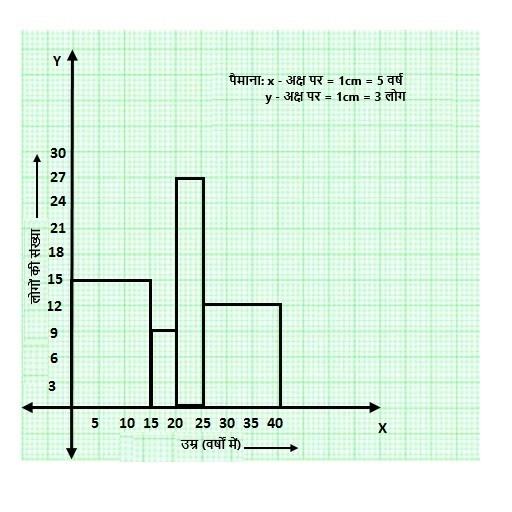 Y
पैमाना: x - अक्ष पर = 1cm = 5 वर्ष
y - अक्ष पर = 1cm = 3 लोग
30
27
24
21
18
15
12
9
6
3
लोगों की संख्या
5 10 15 20 25 30 35 40
X
उम्र (वर्षों में)